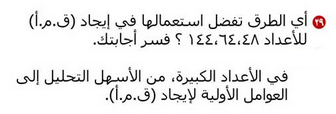 ٢٩ أي الطرق تفضل استعمالها في إيجاد (ق.م.أ)
للأعداد ١٤٤،٦٤،٤٨ ؟ فسر أجابتك.
في الأعداد الكبيرة، من الأسهل التحليل إلى
العوامل الأولية لإيجاد (ق.م.أ).